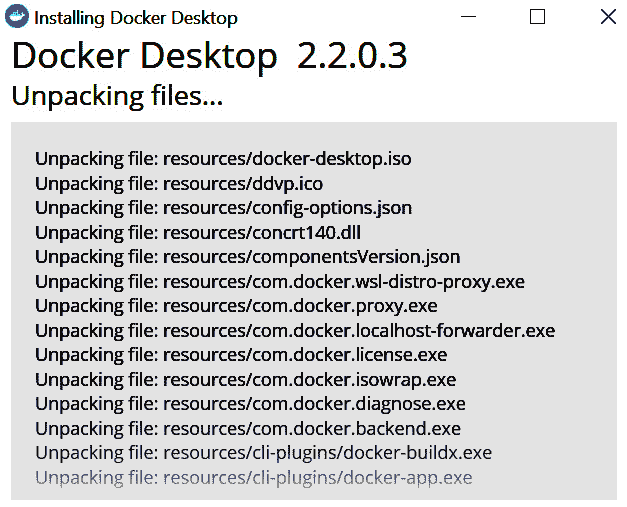 Installing Docker Desktop
Docker Desktop 2.2.0.3
Unpacking files...
Unpacking file: resources/docker-desktop.iso
Unpacking file: resources/ddvp.ico
Unpacking file: resources/config-options.json
Unpacking file: resources/concrt140.dll
Unpacking file: resources/componentsVersion.json
Unpacking file: resources/com.docker.wsl-distro-proxy.exe
Unpacking file: resources/com.docker.proxy.exe
Unpacking file: resources/com.docker.localhost-forwarder.exe
Unpacking file: resources/com.docker.license.exe
Unpacking file: resources/com.docker.isowrap.exe
Unpacking file: resources/com.docker.diagnose.exe
Unpacking file: resources/com.docker.backend.exe
Unpacking file: resources/cli-plugins/docker-buildx.exe
Unpacking file: resources/cli-plugins/docker-app.exe